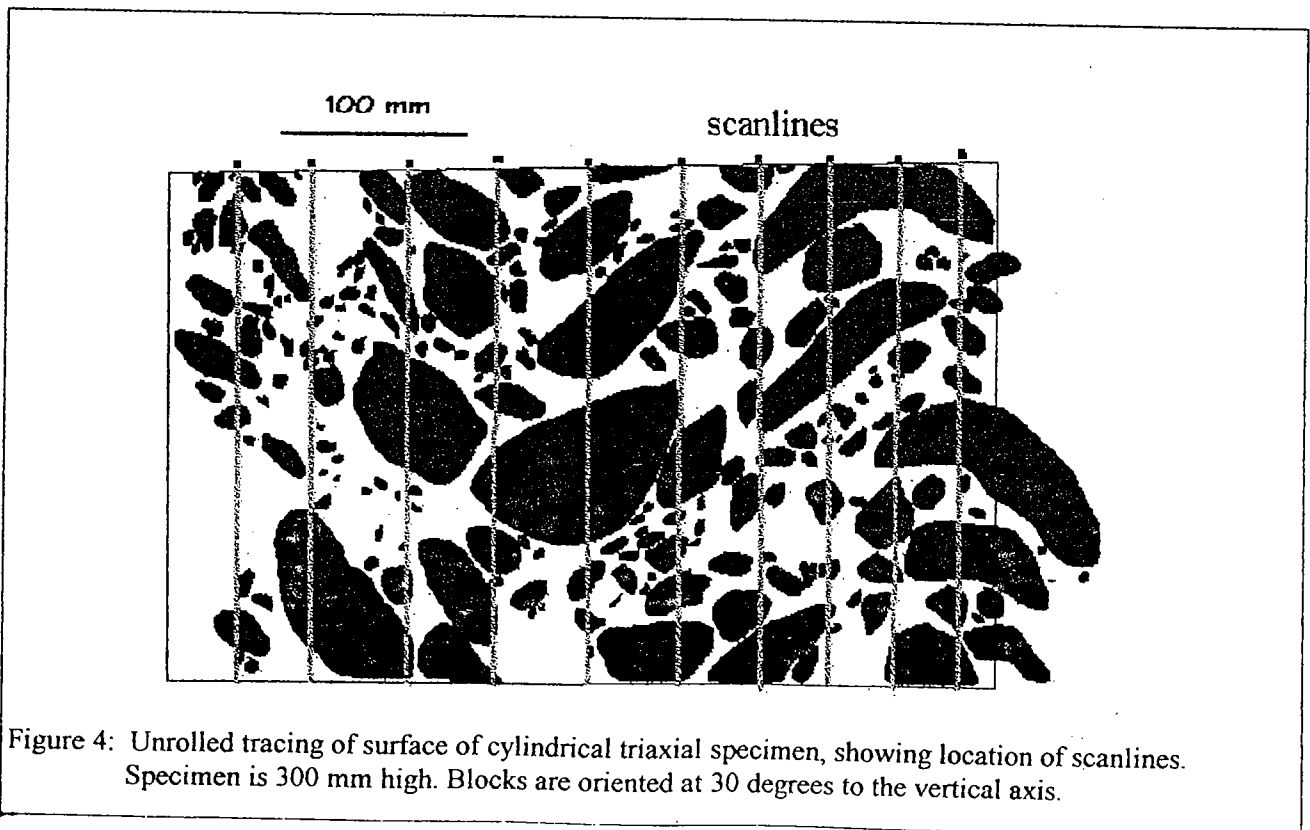 100 mm
scanlines
Figure 4: Unrolled tracing of surface of cylindrical triaxial specimen, showing location of scanlines.
Specimen is 300 mm high. Blocks are oriented at 30 degrees to the vertical axis.